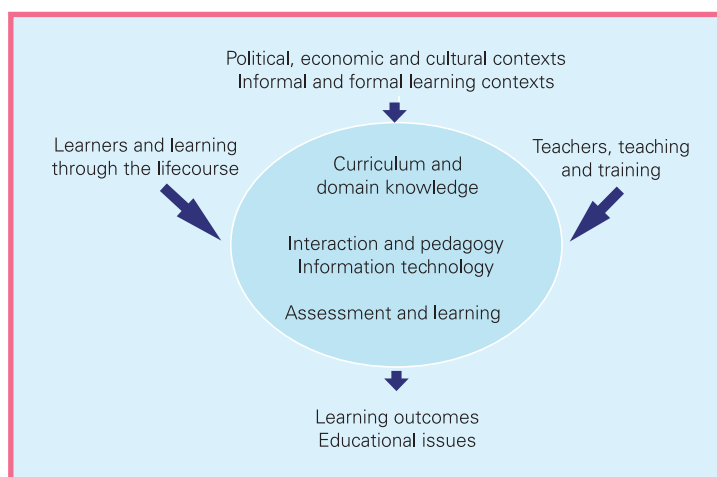 Political, economic and cultural contexts
Informal and formal learning contexts
Learners and learning
through the lifecourse
Teachers, teaching
and training
Curriculum and
domain knowledge
Interaction and pedagogy
Information technology
Assessment and learning
Learning outcomes
Educational issues